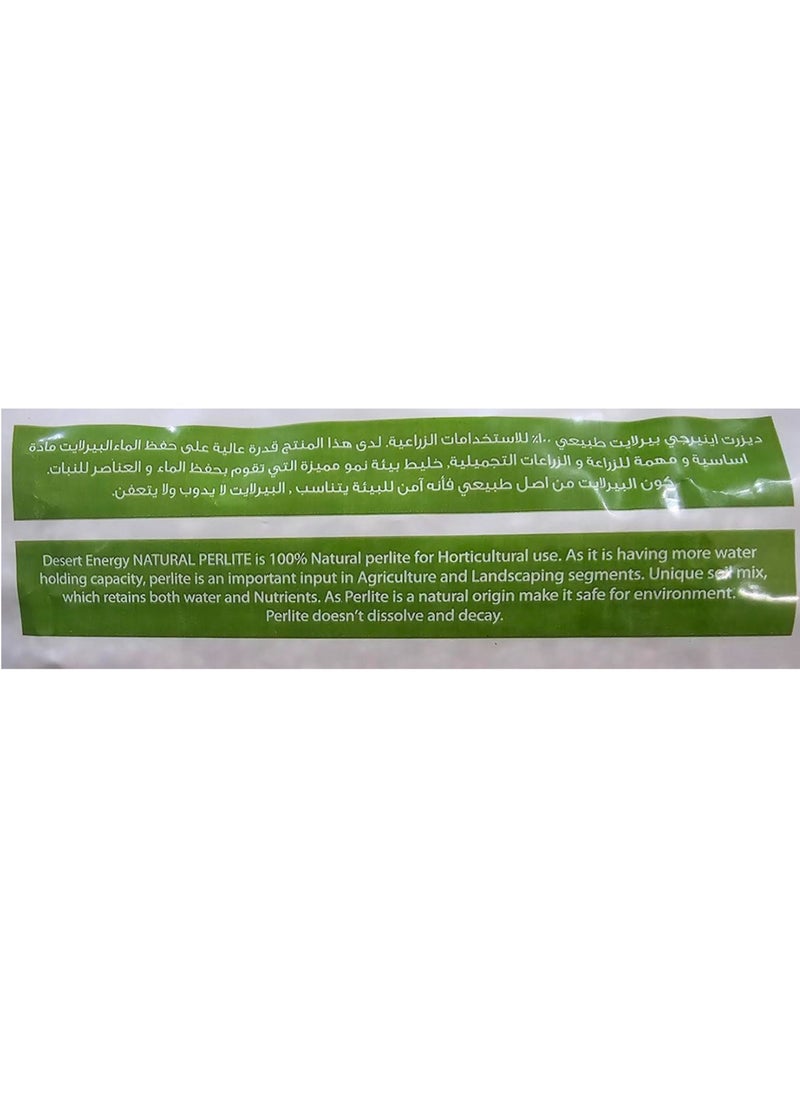 ديزرت اينيرجي بيرلايت طبيعي ١٠٠٪ للاستخدامات الزراعية. لدى هذا المنتج قدرة عالية على حفظ الماءالبيرلايت مادة
اساسية و مهمة للزراعة و الزراعات التجميلية, خليط بيئة نمو مميزة التي تقوم بحفظ الماء و العناصر للنبات.
كون البيرلايت من اصل طبيعي فأنه آمن للبيئة يتناسب , البيرلايت لا يدوب ولا يتعفن.
Desert Energy NATURAL PERLITE is 100% Natural perlite for Horticultural use. As it is having more water
holding capacity, perlite is an important input in Agriculture and Landscaping segments. Unique soil mix,
which retains both water and Nutrients. As Perlite is a natural origin make it safe for environment.
Perlite doesn't dissolve and decay.